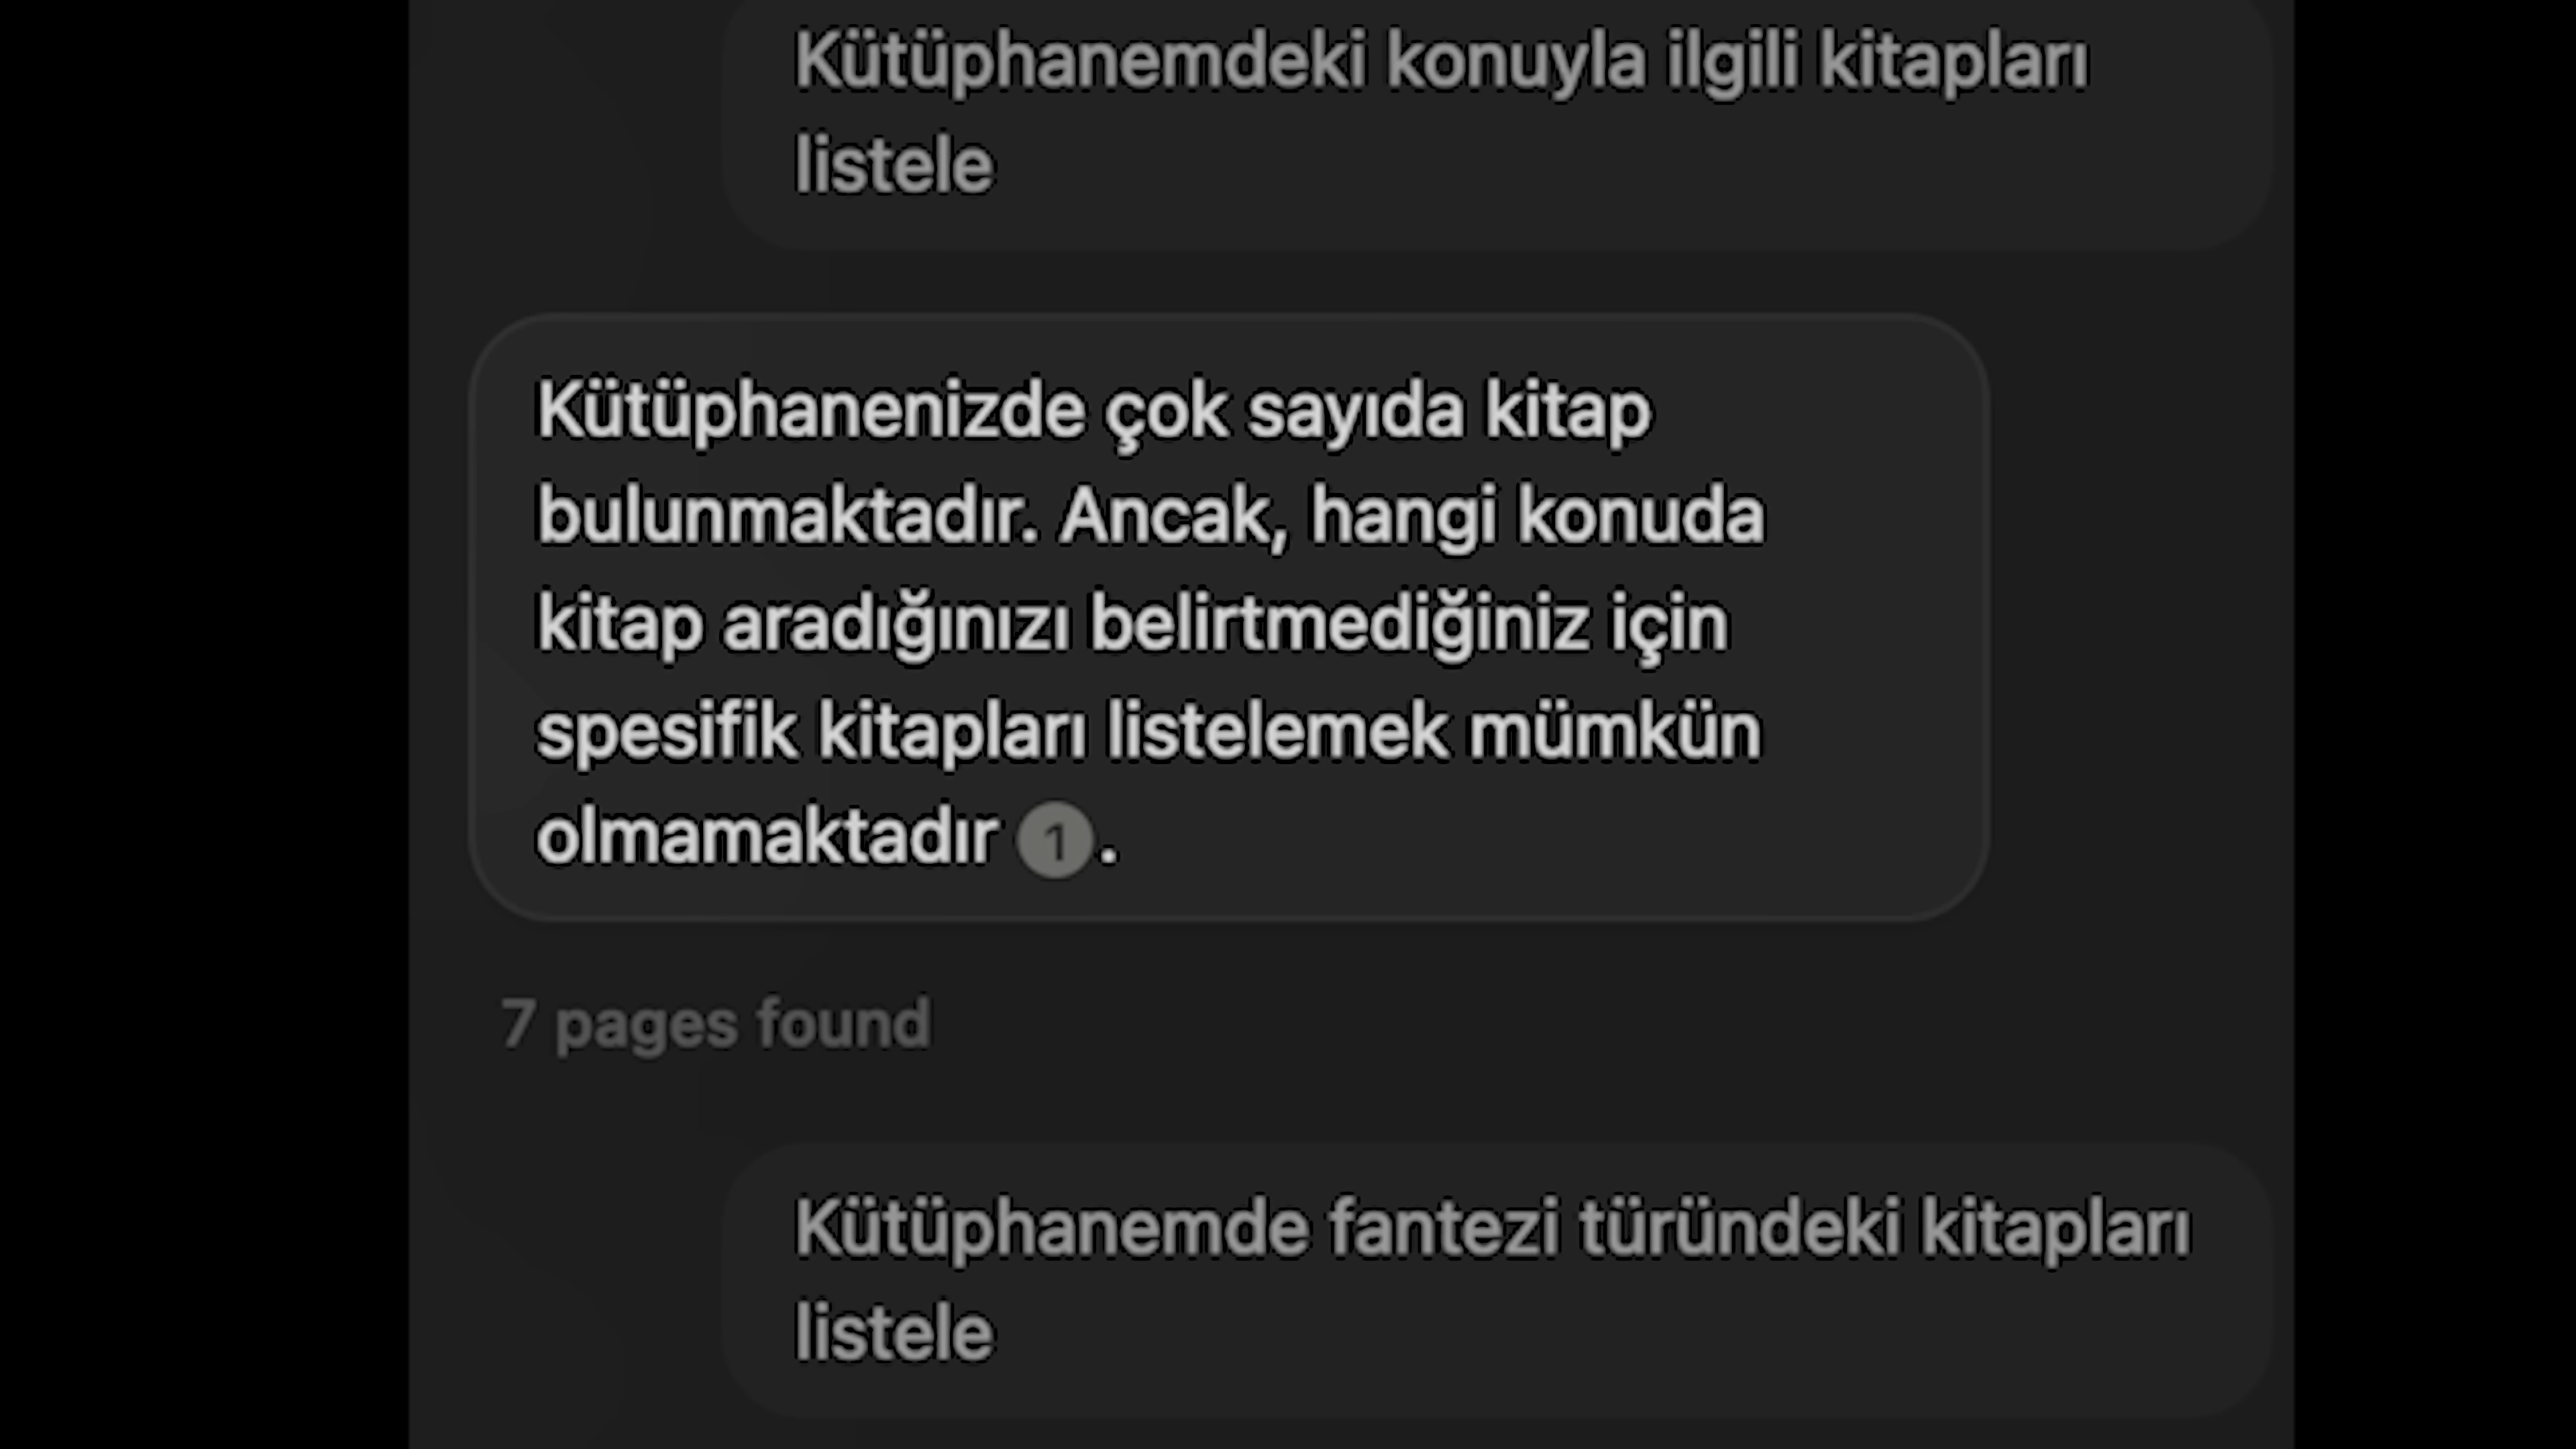 Kütüphanemdeki konuyla ilgili kitapları
listele
Kütüphanenizde çok sayıda kitap
bulunmaktadır. Ancak, hangi konuda
kitap aradığınızı belirtmediğiniz için
spesifik kitapları listelemek mümkün
olmamaktadır 1.
7 pages found
Kütüphanemde fantezi türündeki kitapları
listele